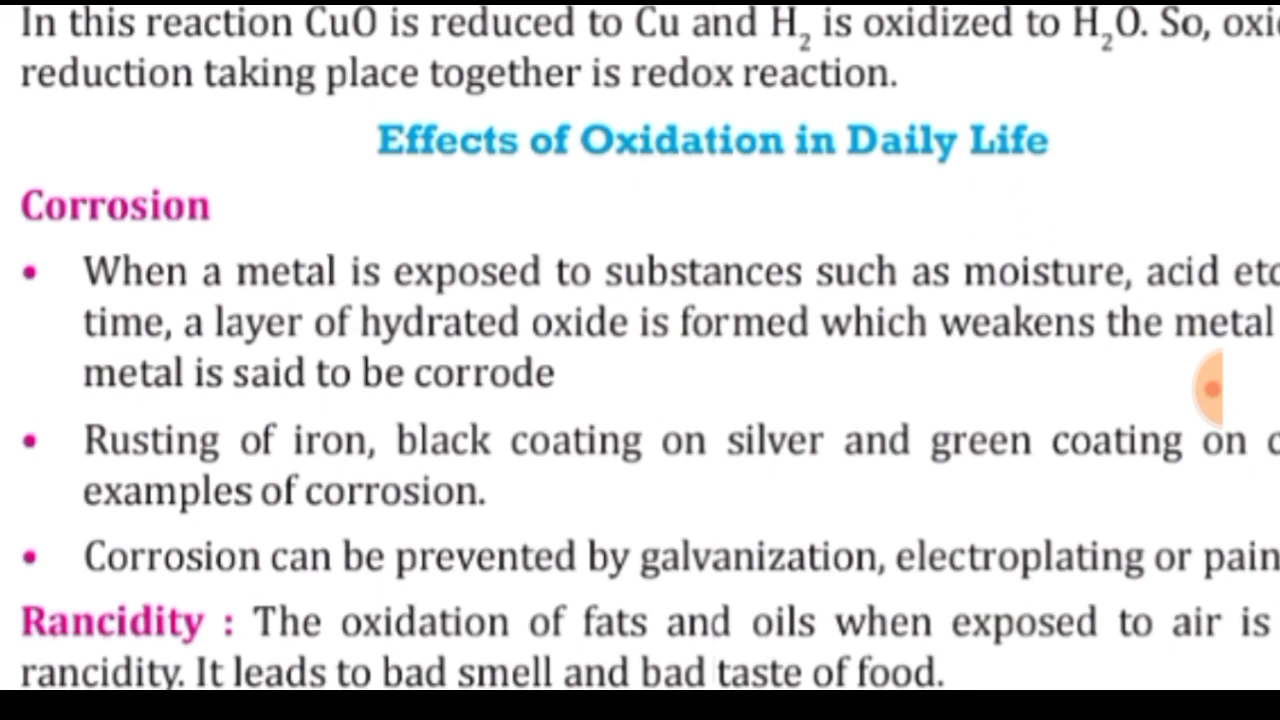 In this reaction CuO is reduced to Cu and H₂ is oxidized to H₂O. So,
reduction taking place together is redox reaction.
Effects of Oxidation in Daily Life
Corrosion
• When a metal is exposed to substances such as moisture, acid
time, a layer of hydrated oxide is formed which weakens the metal
metal is said to be corrode
• Rusting of iron, black coating on silver and green coating on
examples of corrosion.
• Corrosion can be prevented by galvanization, electroplating or
Rancidity : The oxidation of fats and oils when exposed to air is
rancidity. It leads to bad smell and bad taste of food.